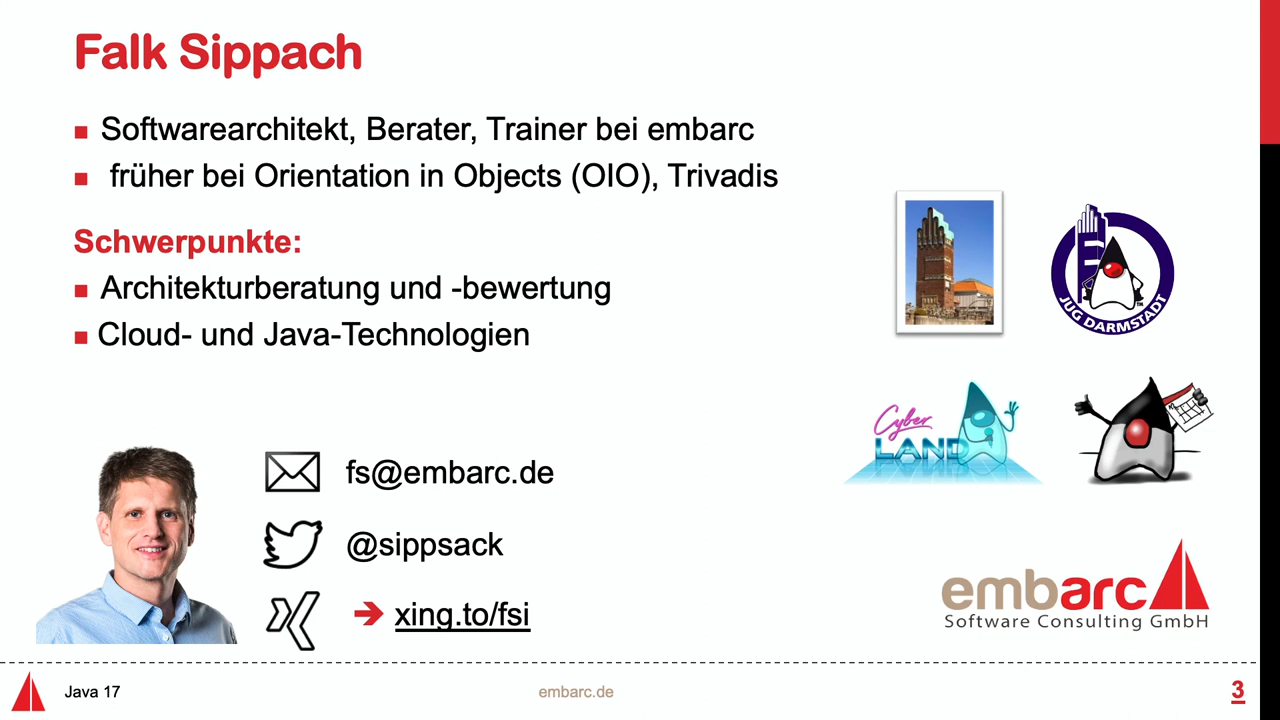 Falk Sippach
Softwarearchitekt, Berater, Trainer bei embarc
früher bei Orientation in Objects (OIO), Trivadis
Schwerpunkte:
Architekturberatung und -bewertung
Cloud- und Java-Technologien
JUG DARMSTADT
TM
Cyber
LAND
fs@embarc.de
@sippsack
➔ xing.to/fsi
embarc
Software Consulting GmbH
Java 17
embarc.de
3